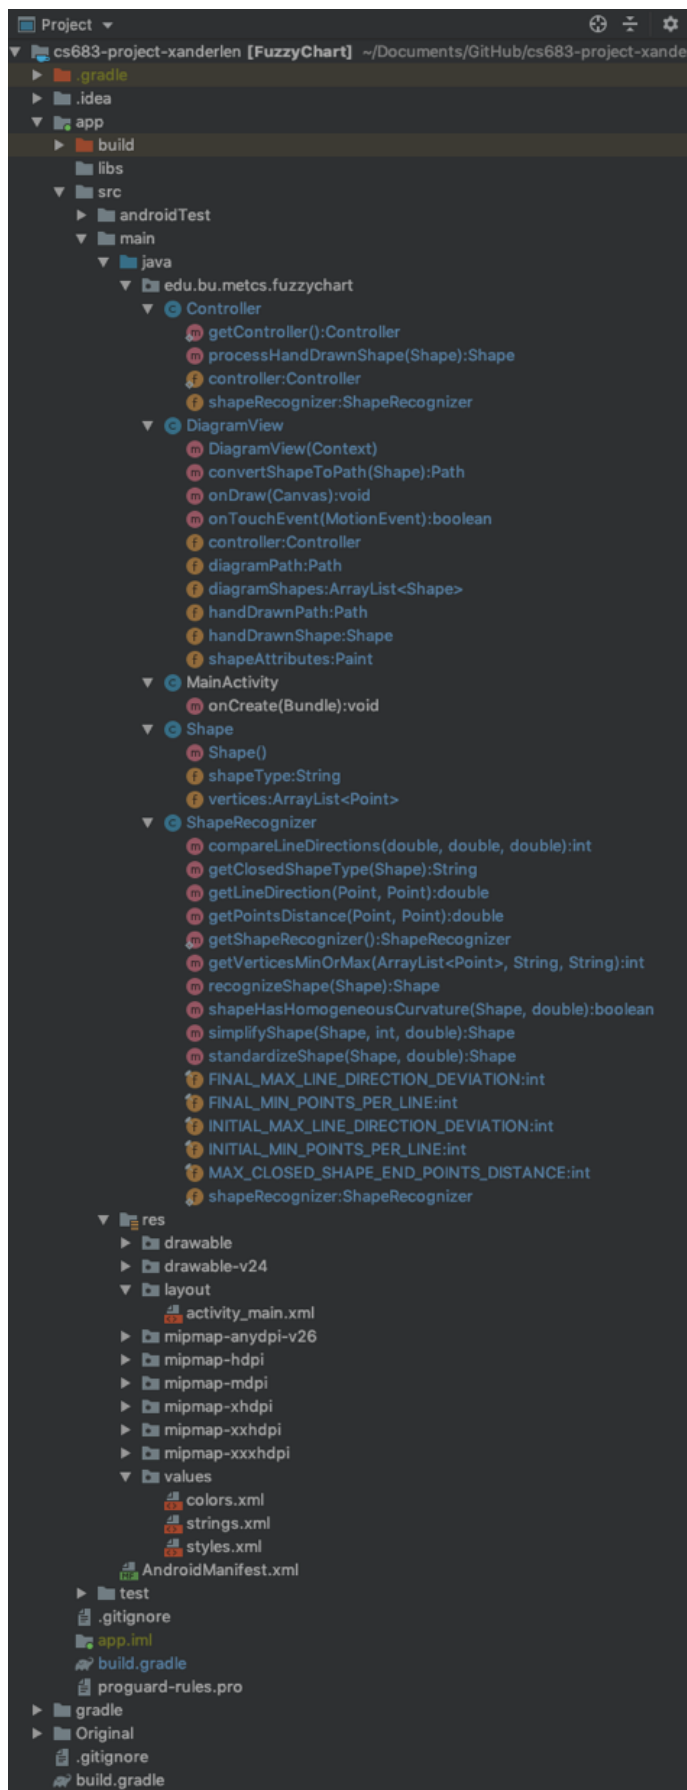 Project
cs683-project-xanderlen [FuzzyChart] ~/Documents/GitHub/cs683-project-xande
.gradle
.idea
app
build
libs
src
androidTest
main
java
edu.bu.metcs.fuzzychart
Controller
getController():Controller
processHandDrawnShape(Shape):Shape
controller:Controller
shapeRecognizer:ShapeRecognizer
DiagramView
DiagramView(Context)
convertShapeToPath(Shape):Path
onDraw(Canvas):void
onTouchEvent(MotionEvent):boolean
controller:Controller
diagramPath:Path
diagramShapes:ArrayList<Shape>
handDrawnPath:Path
handDrawnShape:Shape
shapeAttributes:Paint
MainActivity
onCreate(Bundle):void
Shape
Shape()
shapeType:String
vertices:ArrayList<Point>
ShapeRecognizer
compareLineDirections(double, double, double):int
getClosedShapeType(Shape):String
getLineDirection(Point, Point):double
getPointsDistance(Point, Point):double
getShapeRecognizer():ShapeRecognizer
getVerticesMinOrMax(ArrayList<Point>, String, String):int
recognizeShape(Shape):Shape
shapeHasHomogeneousCurvature(Shape, double):boolean
simplifyShape(Shape, int, double):Shape
standardizeShape(Shape, double):Shape
FINAL_MAX_LINE_DIRECTION_DEVIATION:int
FINAL_MIN_POINTS_PER_LINE:int
INITIAL_MAX_LINE_DIRECTION_DEVIATION:int
INITIAL_MIN_POINTS_PER_LINE:int
MAX_CLOSED_SHAPE_END_POINTS_DISTANCE:int
shapeRecognizer:ShapeRecognizer
res
drawable
drawable-v24
layout
activity_main.xml
mipmap-anydpi-v26
mipmap-hdpi
mipmap-mdpi
mipmap-xhdpi
mipmap-xxhdpi
mipmap-xxxhdpi
values
colors.xml
strings.xml
styles.xml
AndroidManifest.xml
test
.gitignore
app.iml
build.gradle
proguard-rules.pro
gradle
Original
.gitignore
build.gradle